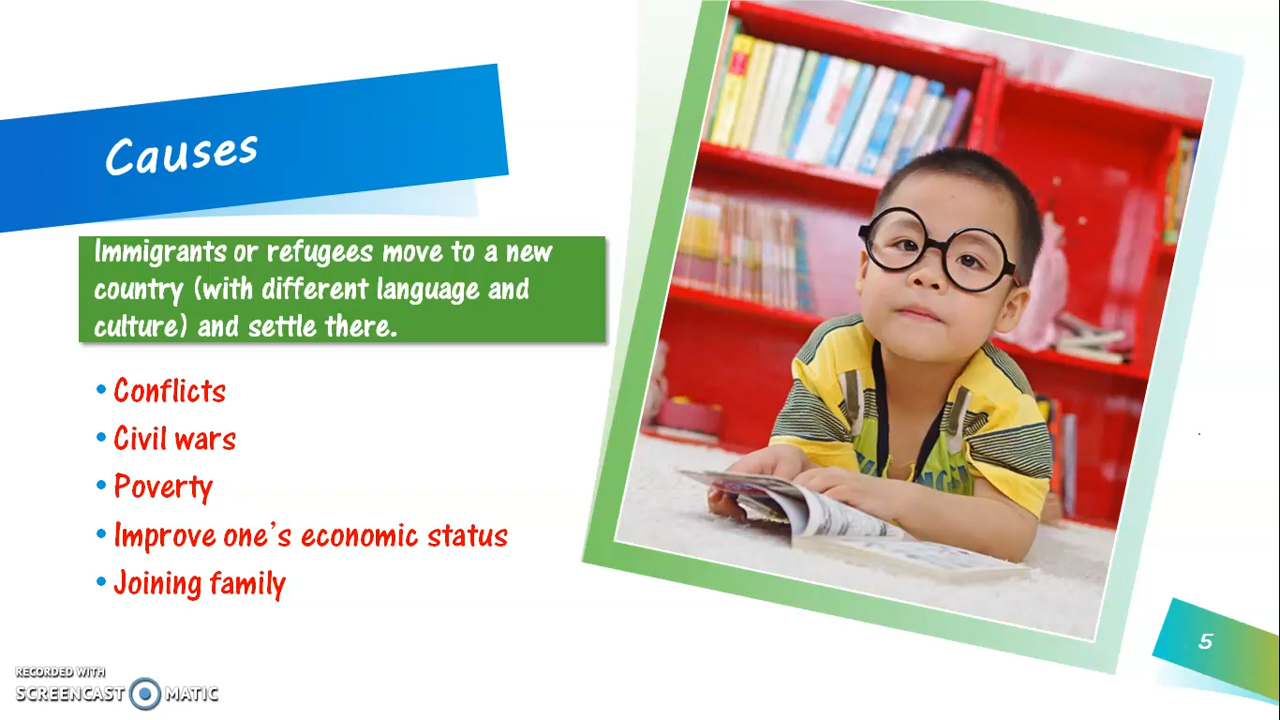 Causes
Immigrants or refugees move to a new
country (with different language and
culture) and settle there.
• Conflicts
• Civil wars
• Poverty
• Improve one's economic status
• Joining family
5
RECORDED WITH
SCREENCAST MATIC